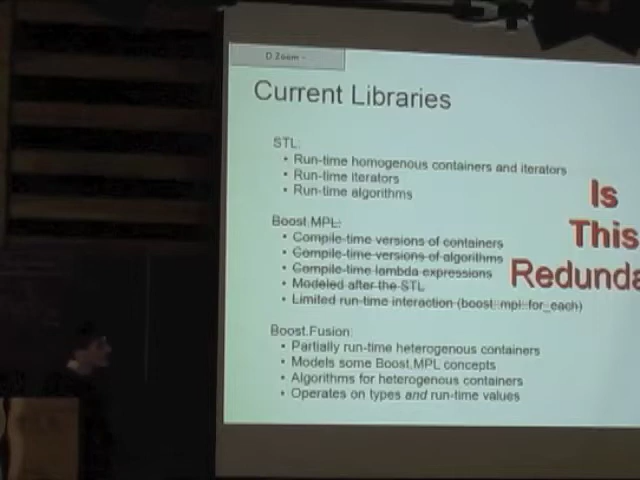 D Zoom -
Current Libraries
STL:
• Run-time homogenous containers and iterators
• Run-time iterators
• Run-time algorithms
Is
This
Redunda
Boost.MPL:
• Compile-time versions of containers
• Compile-time versions of algorithms
• Compile-time lambda expressions
• Modeled after the STL
• Limited run-time interaction (boost::mpl::for_each)
Boost.Fusion:
• Partially run-time heterogenous containers
• Models some Boost.MPL concepts
• Algorithms for heterogenous containers
• Operates on types and run-time values